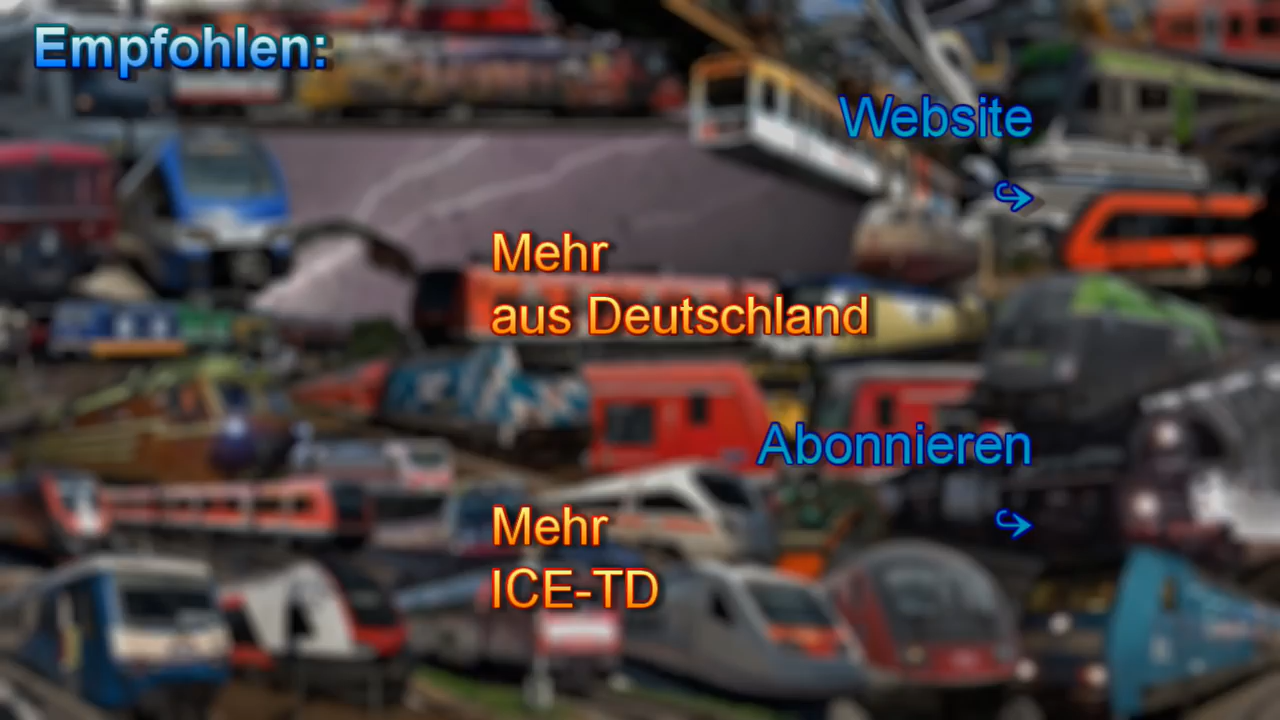 Empfohlen:
Website
Mehr
aus Deutschland
Abonnieren
Mehr
ICE-TD